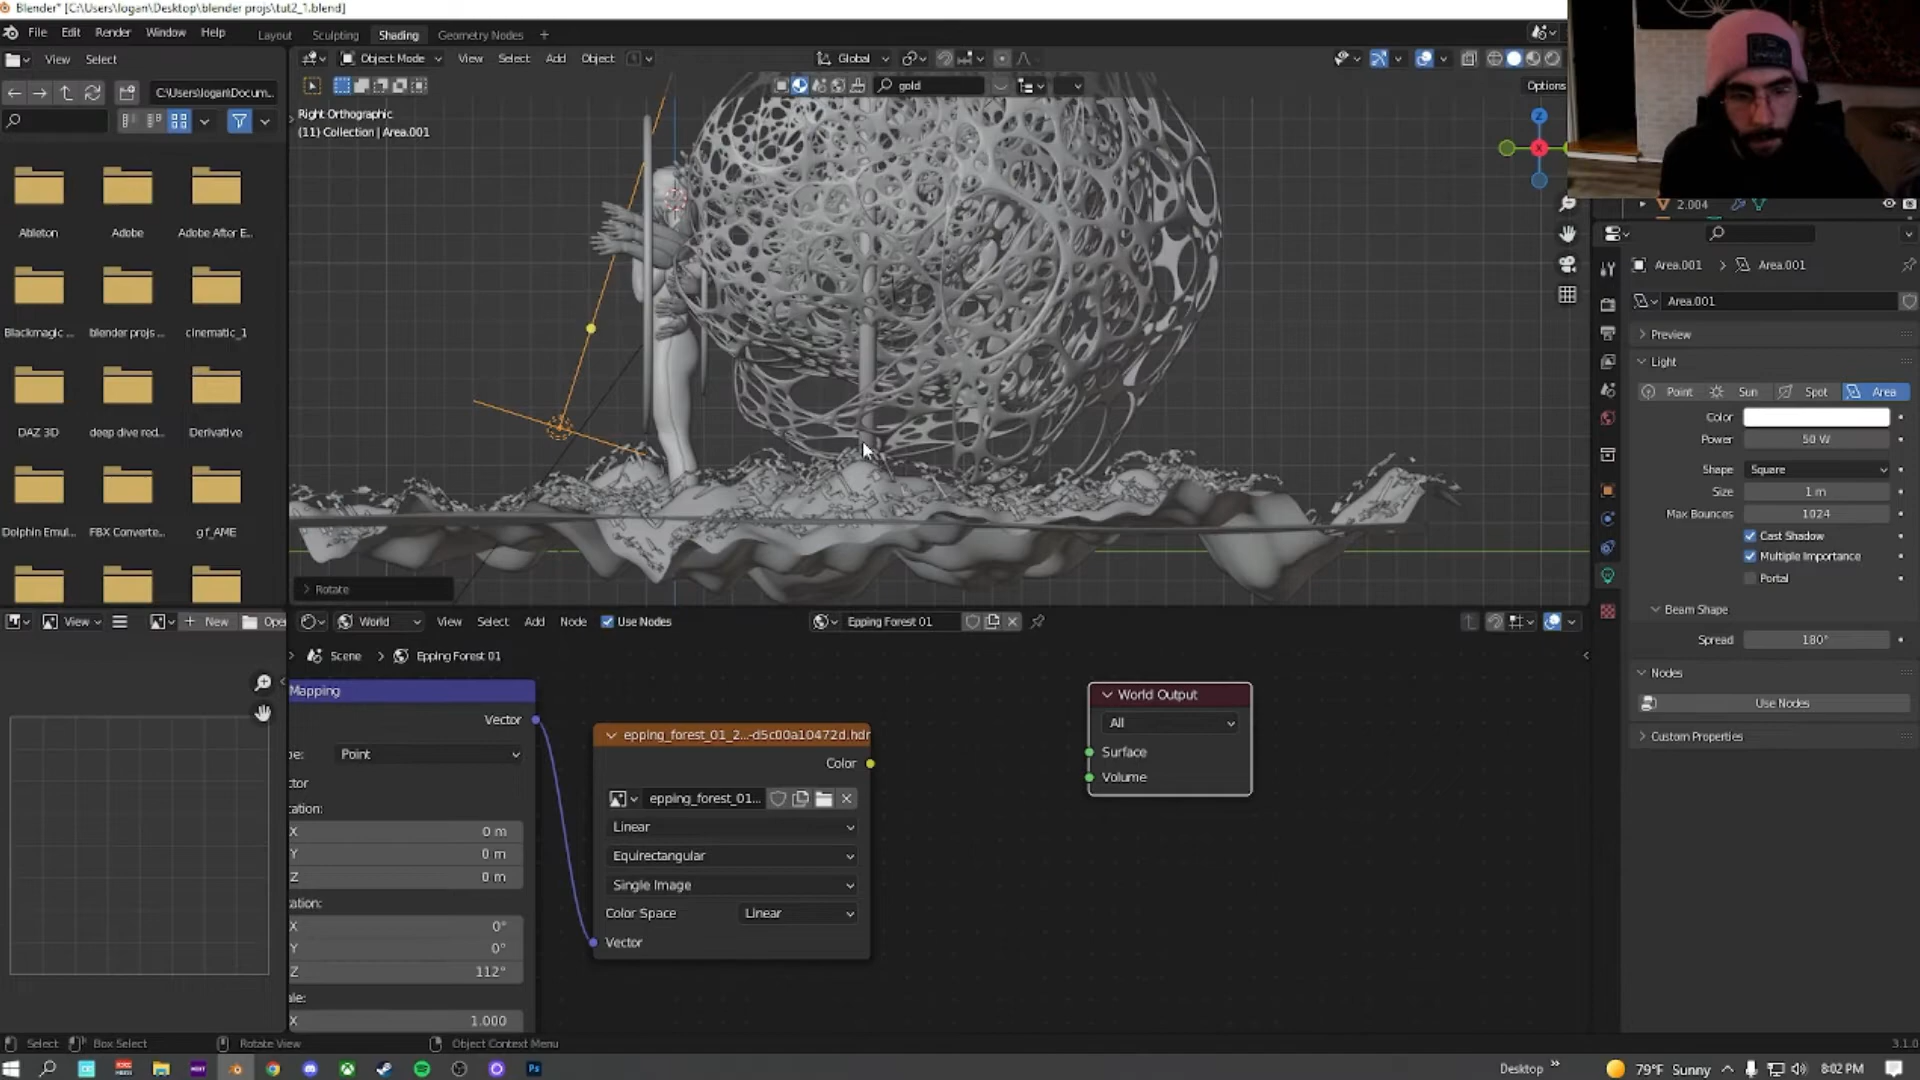 Blender* [C:\Users\logan\Desktop\blender projs\tut2_1.blend]
File Edit Render Window Help Layout Sculpting Shading Geometry Nodes +
View Select Object Mode View Select Add Object Global
C:\Users\logan\Docum... gold Options
Right Orthographic
(11) Collection | Area.001
Z
X
Ableton Adobe Adobe After E...
Blackmagic ... blender projs ... cinematic_1
DAZ 3D deep dive red... Derivative
Dolphin Emul... FBX Converte... gf_AME
Rotate
2.004
Area.001 > Area.001
Area.001
Preview
Light
Point Sun Spot Area
Color
Power 50 W
Shape Square
Size 1 m
Max Bounces 1024
Cast Shadow
Multiple Importance
Portal
Beam Shape
Spread 180°
Nodes
Use Nodes
Custom Properties
View + New Ope
World View Select Add Node Use Nodes Epping Forest 01
Scene > Epping Forest 01
Mapping
Vector
pe: Point
ctor
cation:
X 0 m
Y 0 m
Z 0 m
tation:
X 0°
Y 0°
Z 112°
ale:
X 1.000
epping_forest_01_2...-d5c00a10472d.hdr
Color
epping_forest_01...
Linear
Equirectangular
Single Image
Color Space Linear
Vector
World Output
All
Surface
Volume
Select Box Select Rotate View Object Context Menu 3.1.0
Ps Desktop 79°F Sunny 8:02 PM